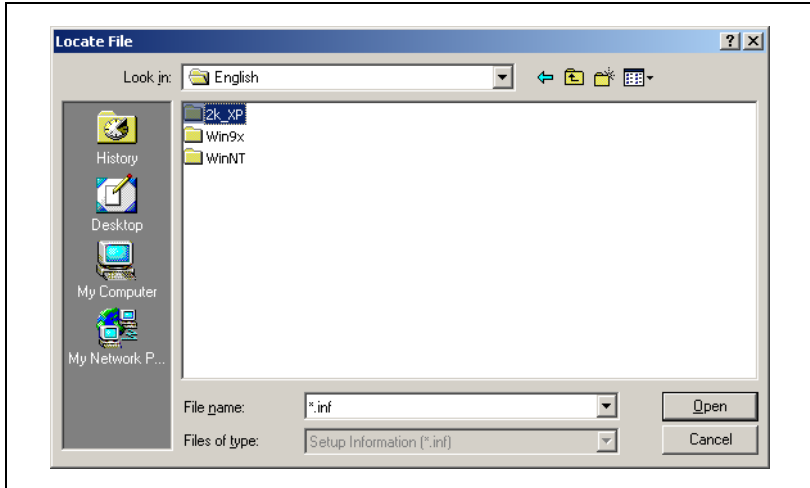 Locate File
Look in: English
2k_XP
Win9x
WinNT
History
Desktop
My Computer
My Network P...
File name: *.inf Open
Files of type: Setup Information (*.inf) Cancel